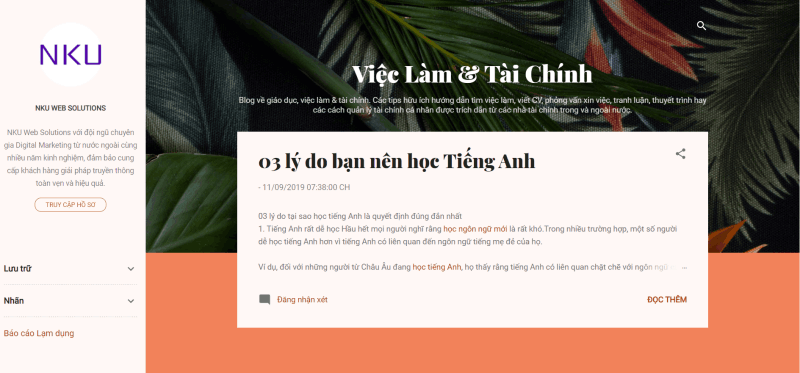 NKU
NKU WEB SOLUTIONS
NKU Web Solutions với đội ngũ chuyên
gia Digital Marketing từ nước ngoài cùng
nhiều năm kinh nghiệm, đảm bảo cung
cấp khách hàng giải pháp truyền thông
toàn vẹn và hiệu quả.
TRUY CẬP HỒ SƠ
Lưu trữ
Nhãn
Báo cáo Lạm dụng
Việc Làm & Tài Chính
Blog về giáo dục, việc làm & tài chính. Các tips hữu ích hướng dẫn tìm việc làm, viết CV, phỏng vấn xin việc, tranh luận, thuyết trình hay
các cách quản lý tài chính cá nhân được trích dẫn từ các nhà tài chính trong và ngoài nước.
03 lý do bạn nên học Tiếng Anh
- 11/09/2019 07:38:00 CH
03 lý do tại sao học tiếng Anh là quyết định đúng đắn nhất
1. Tiếng Anh rất dễ học Hầu hết mọi người nghĩ rằng học ngôn ngữ mới là rất khó.Trong nhiều trường hợp, một số người
dễ học tiếng Anh hơn vì tiếng Anh có liên quan đến ngôn ngữ tiếng mẹ đẻ của họ.
Ví dụ, đối với những người từ Châu Âu đang học tiếng Anh, họ thấy rằng tiếng Anh có liên quan chặt chẽ với ngôn ngữ c ...
Đăng nhận xét
ĐỌC THÊM